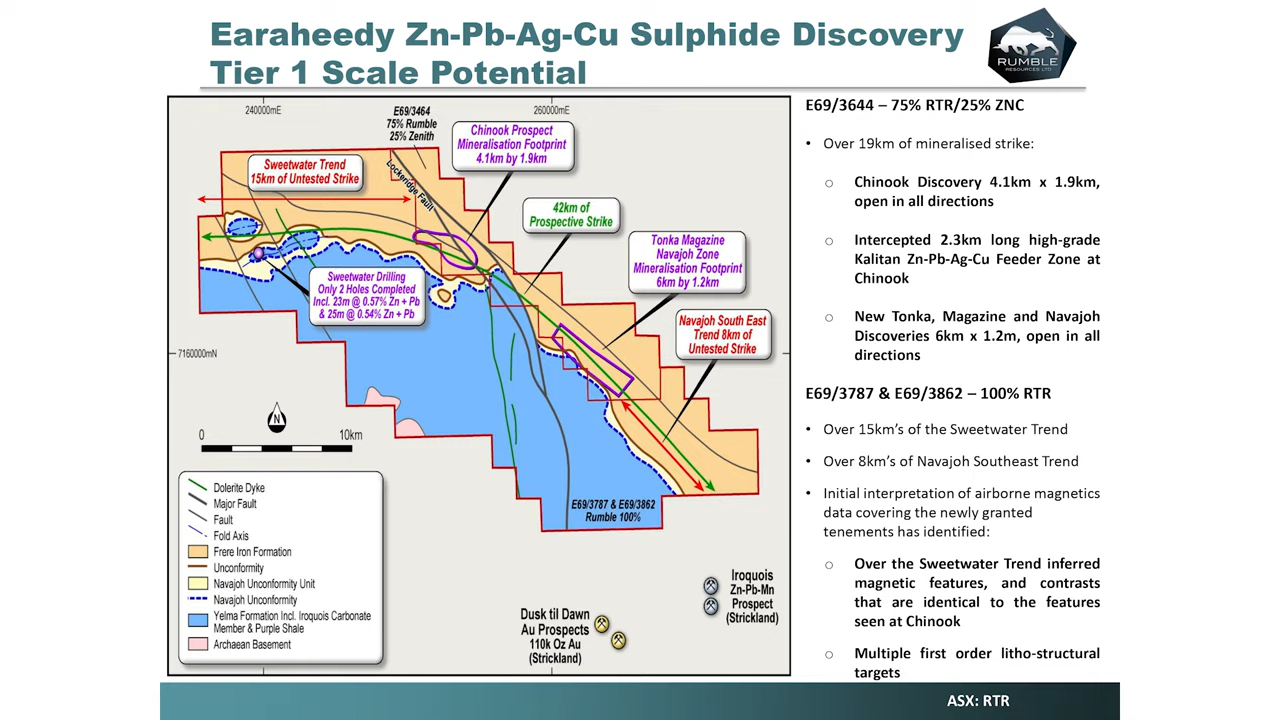 Earaheedy Zn-Pb-Ag-Cu Sulphide Discovery
Tier 1 Scale Potential
RUMBLE
RESOURCES LTD
240000mE
E69/3464
75% Rumble
25% Zenith
260000mE
Chinook Prospect
Mineralisation Footprint
4.1km by 1.9km
Sweetwater Trend
15km of Untested Strike
Lockeridge Fault
42km of
Prospective Strike
Tonka Magazine
Navajoh Zone
Mineralisation Footprint
6km by 1.2km
Sweetwater Drilling
Only 2 Holes Completed
Incl. 23m @ 0.57% Zn + Pb
& 25m @ 0.54% Zn + Pb
Navajoh South East
Trend 8km of
Untested Strike
7160000mN
N
0
10km
E69/3787 & E69/3862
Rumble 100%
Dolerite Dyke
Major Fault
Fault
Fold Axis
Frere Iron Formation
Unconformity
Navajoh Unconformity Unit
Navajoh Unconformity
Yelma Formation Incl. Iroquois Carbonate
Member & Purple Shale
Archaean Basement
Iroquois
Zn-Pb-Mn
Prospect
(Strickland)
Dusk til Dawn
Au Prospects
110k Oz Au
(Strickland)
E69/3644 – 75% RTR/25% ZNC
• Over 19km of mineralised strike:
o Chinook Discovery 4.1km x 1.9km,
open in all directions
o Intercepted 2.3km long high-grade
Kalitan Zn-Pb-Ag-Cu Feeder Zone at
Chinook
o New Tonka, Magazine and Navajoh
Discoveries 6km x 1.2m, open in all
directions
E69/3787 & E69/3862 – 100% RTR
• Over 15km's of the Sweetwater Trend
• Over 8km's of Navajoh Southeast Trend
• Initial interpretation of airborne magnetics
data covering the newly granted
tenements has identified:
o Over the Sweetwater Trend inferred
magnetic features, and contrasts
that are identical to the features
seen at Chinook
o Multiple first order litho-structural
targets
ASX: RTR